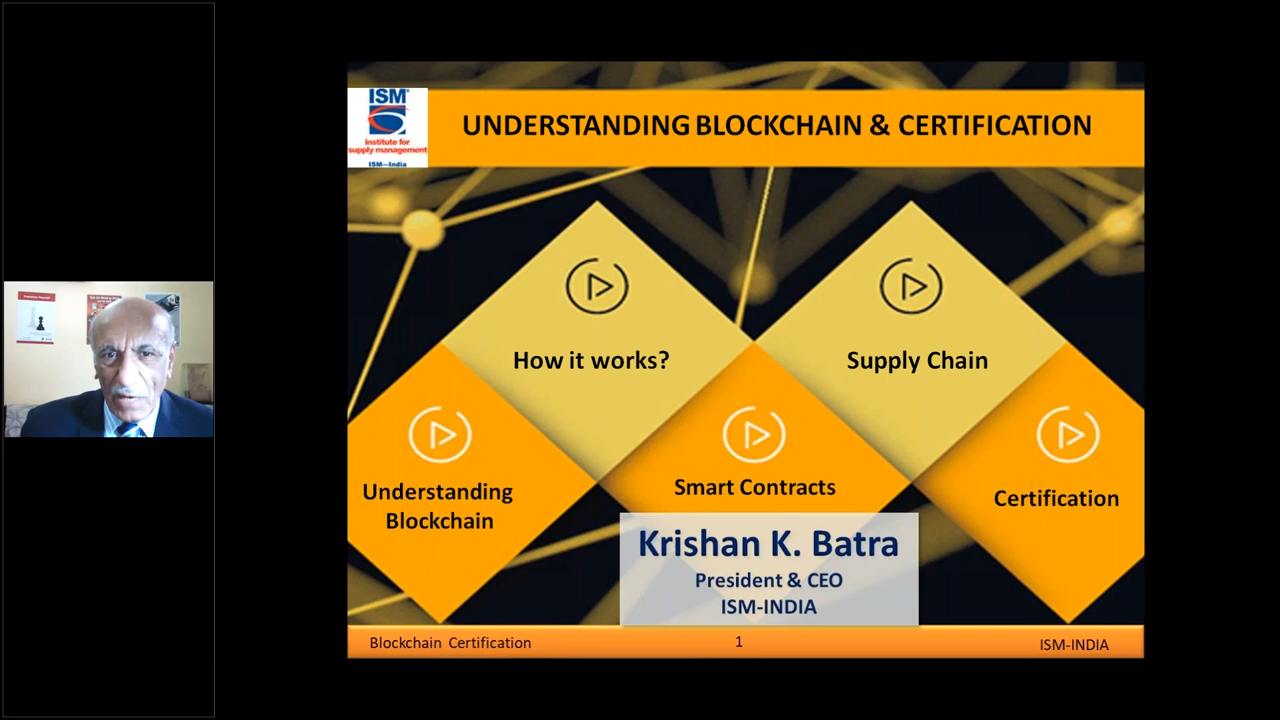 ISM®
institute for
supply management
ISM—India
UNDERSTANDING BLOCKCHAIN & CERTIFICATION
How it works?
Supply Chain
Understanding
Blockchain
Smart Contracts
Certification
Krishan K. Batra
President & CEO
ISM-INDIA
Blockchain Certification
1
ISM-INDIA